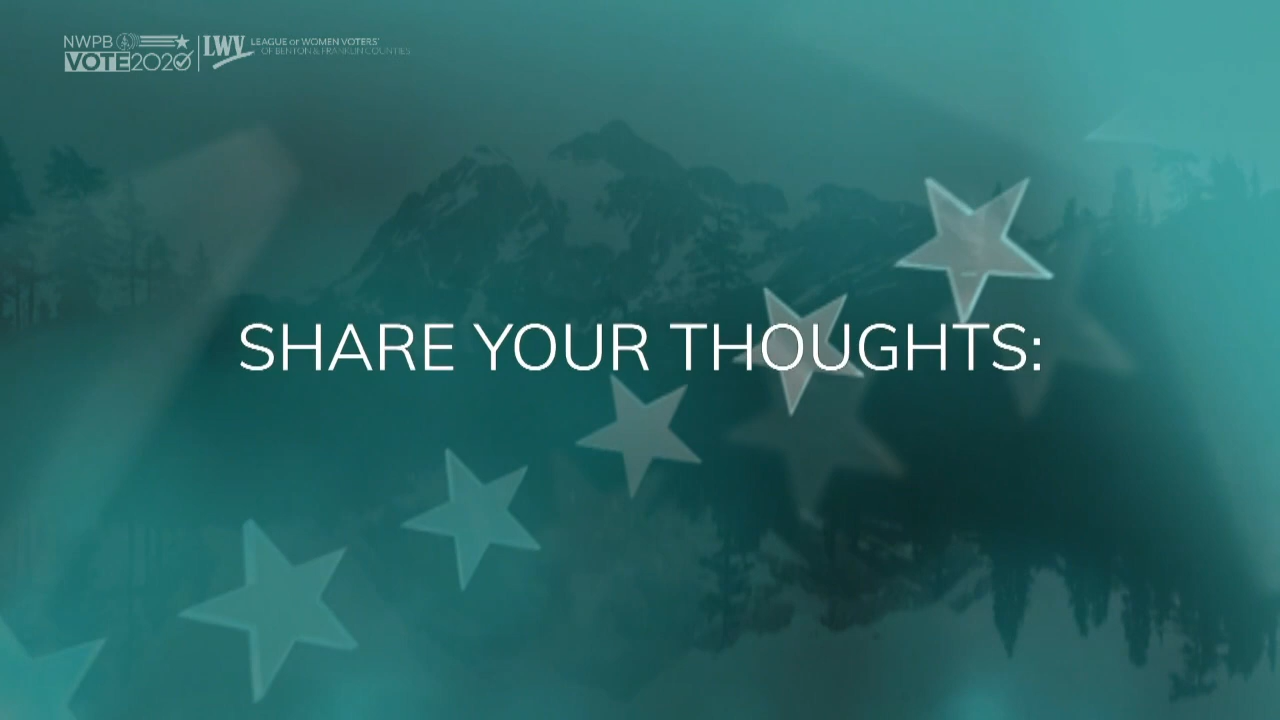 NWPB
VOTE2020
LWV
LEAGUE OF WOMEN VOTERS®
OF BENTON & FRANKLIN COUNTIES
SHARE YOUR THOUGHTS: